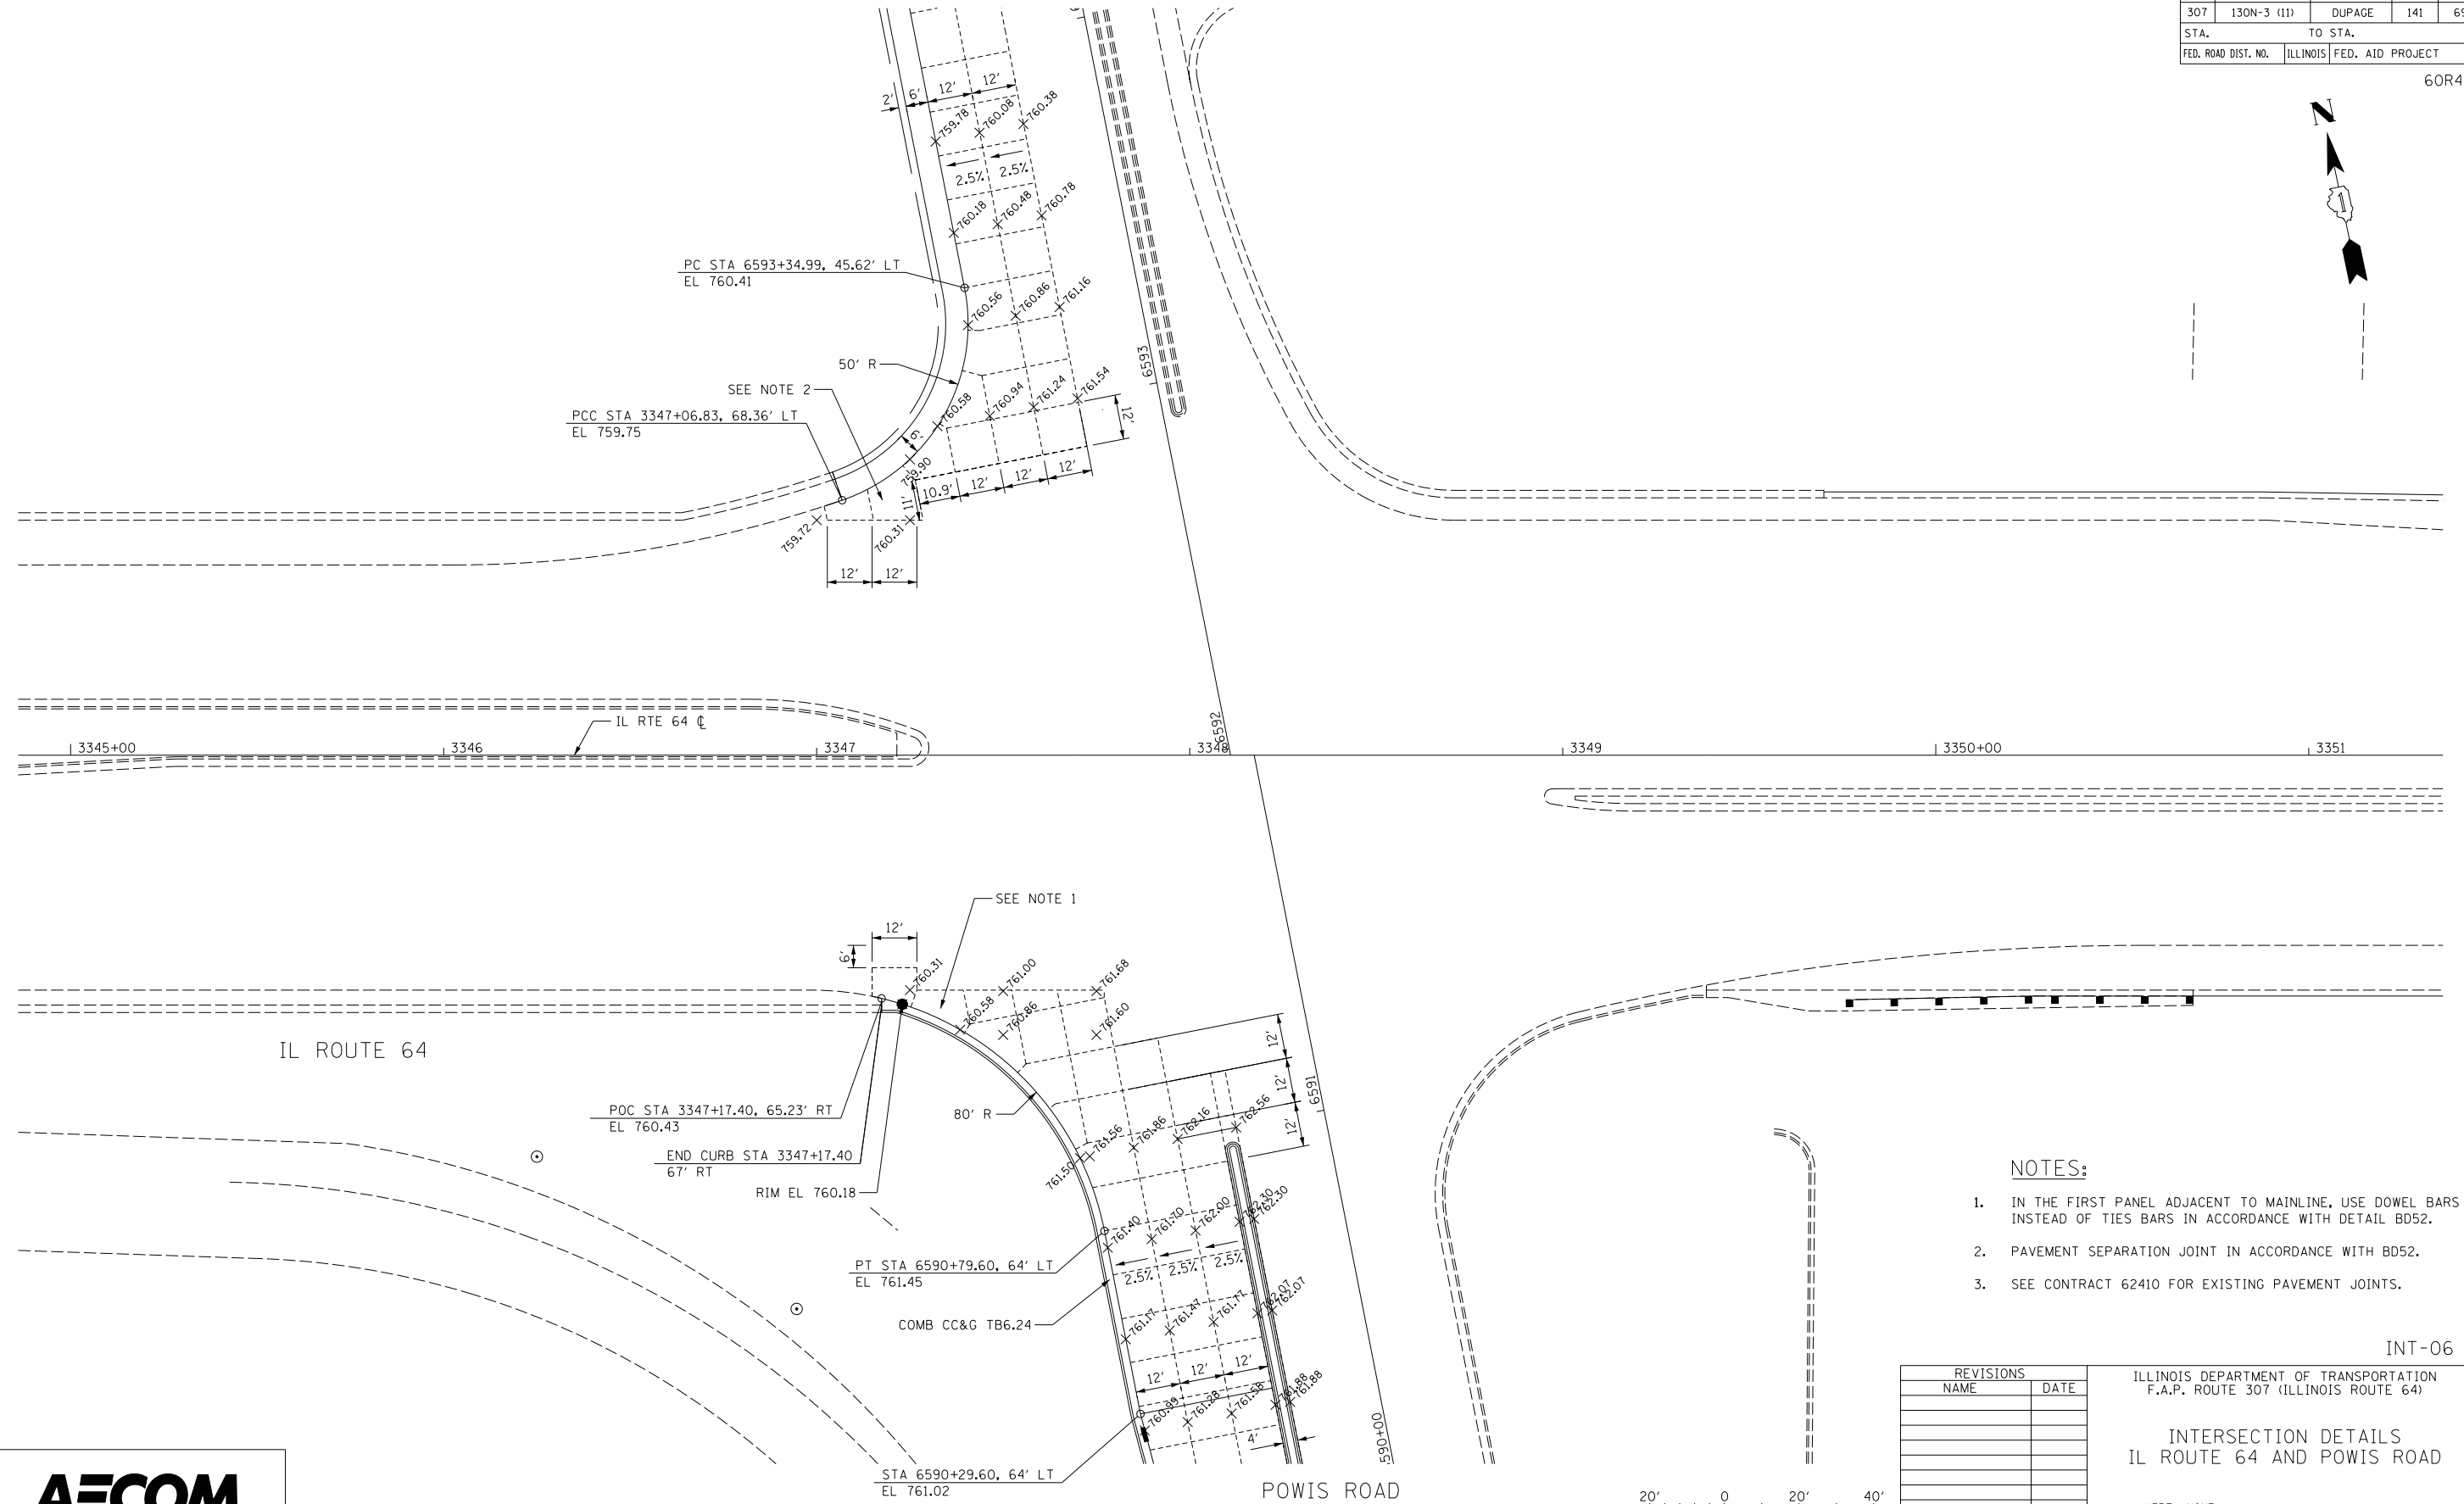 307 130N-3 (11) DUPAGE 141
STA. TO STA.
FED. ROAD DIST. NO. ILLINOIS FED. AID PROJECT
60R4
N
2' 6' 12' 12'
759.78 760.08 760.38
2.5% 2.5%
760.18 760.48 760.78
PC STA 6593+34.99, 45.62' LT
EL 760.41
760.56 760.86 761.16
6593
50' R
SEE NOTE 2
760.58 760.94 761.24 761.54
12'
PCC STA 3347+06.83, 68.36' LT
EL 759.75
6'
759.90
11' 10.9' 12' 12' 12'
759.72 760.31
12' 12'
IL RTE 64 ℄
6592
3345+00 3346 3347 3348 3349 3350+00 3351
SEE NOTE 1
12'
6'
760.31 761.00 761.68
760.58 760.86 761.60
12'
12'
12'
6591
IL ROUTE 64
80' R
POC STA 3347+17.40, 65.23' RT
EL 760.43
END CURB STA 3347+17.40
67' RT
RIM EL 760.18
761.50 761.56 761.86 762.16 762.56
761.40 761.70 762.00 762.30 762.30
PT STA 6590+79.60, 64' LT
EL 761.45
2.5% 2.5% 2.5%
COMB CC&G TB6.24
761.17 761.47 761.77 762.07 762.07
12' 12' 12'
760.99 761.28 761.58 761.88 761.88
4'
STA 6590+29.60, 64' LT
EL 761.02
POWIS ROAD
NOTES:
1. IN THE FIRST PANEL ADJACENT TO MAINLINE, USE DOWEL BARS
INSTEAD OF TIES BARS IN ACCORDANCE WITH DETAIL BD52.
2. PAVEMENT SEPARATION JOINT IN ACCORDANCE WITH BD52.
3. SEE CONTRACT 62410 FOR EXISTING PAVEMENT JOINTS.
INT-06
REVISIONS
NAME DATE
ILLINOIS DEPARTMENT OF TRANSPORTATION
F.A.P. ROUTE 307 (ILLINOIS ROUTE 64)
INTERSECTION DETAILS
IL ROUTE 64 AND POWIS ROAD
20' 0 20' 40'
AECOM